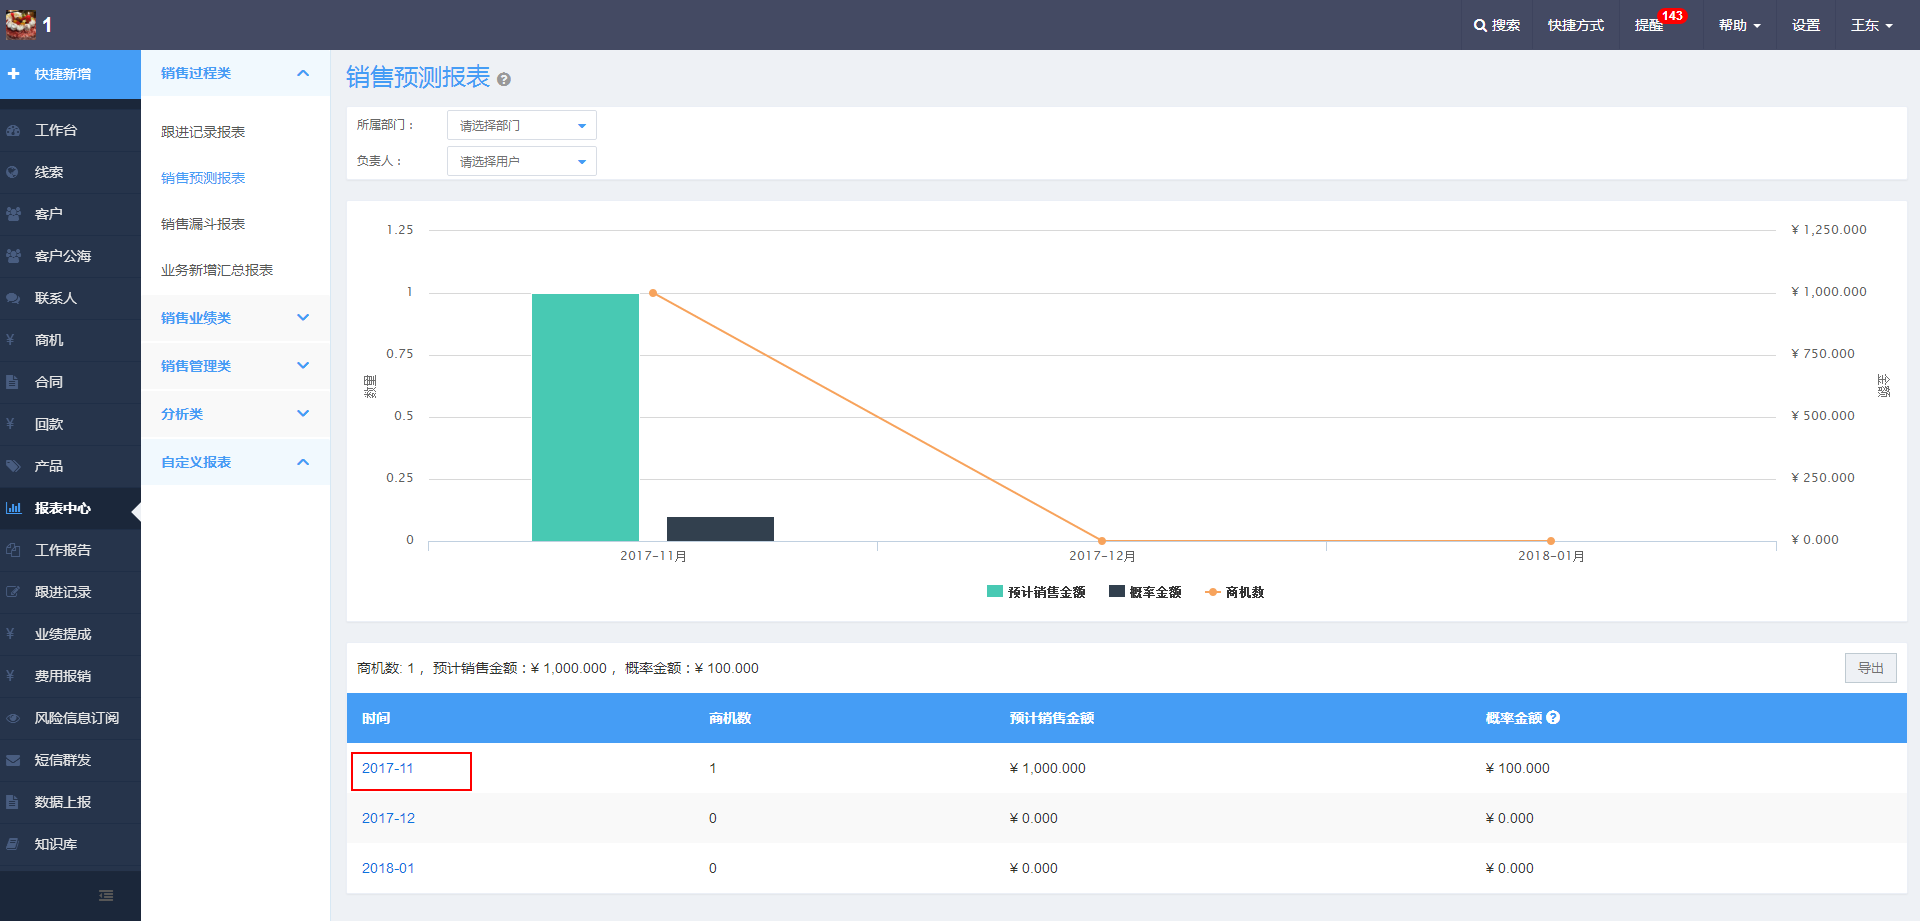 1
搜索 快捷方式 提醒 143 帮助 设置 王东
快捷新增
工作台
线索
客户
客户公海
联系人
¥ 商机
合同
¥ 回款
产品
报表中心
工作报告
跟进记录
¥ 业绩提成
¥ 费用报销
风险信息订阅
短信群发
数据上报
知识库
销售过程类
跟进记录报表
销售预测报表
销售漏斗报表
业务新增汇总报表
销售业绩类
销售管理类
分析类
自定义报表
销售预测报表 ?
所属部门： 请选择部门
负责人： 请选择用户
1.25
1
0.75
0.5
0.25
0
数量
¥ 1,250.000
¥ 1,000.000
¥ 750.000
¥ 500.000
¥ 250.000
¥ 0.000
金额
2017-11月 2017-12月 2018-01月
预计销售金额 概率金额 商机数
商机数: 1， 预计销售金额：¥ 1,000.000， 概率金额：¥ 100.000
导出
时间 商机数 预计销售金额 概率金额 ?
2017-11 1 ¥ 1,000.000 ¥ 100.000
2017-12 0 ¥ 0.000 ¥ 0.000
2018-01 0 ¥ 0.000 ¥ 0.000